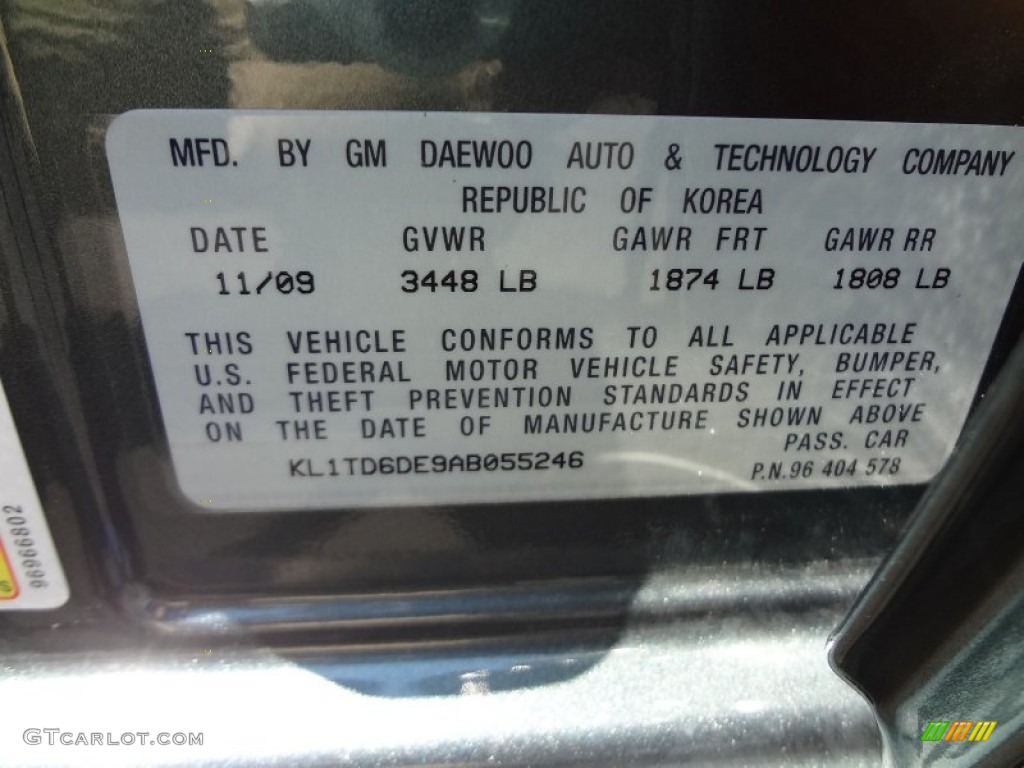 MFD. BY GM DAEWOO AUTO & TECHNOLOGY COMPANY
REPUBLIC OF KOREA
DATE GVWR GAWR FRT GAWR RR
11/09 3448 LB 1874 LB 1808 LB
THIS VEHICLE CONFORMS TO ALL APPLICABLE
U.S. FEDERAL MOTOR VEHICLE SAFETY, BUMPER,
AND THEFT PREVENTION STANDARDS IN EFFECT
ON THE DATE OF MANUFACTURE SHOWN ABOVE
PASS. CAR
KL1TD6DE9AB055246 P.N.96 404 578
96966802
GTCARLOT.COM